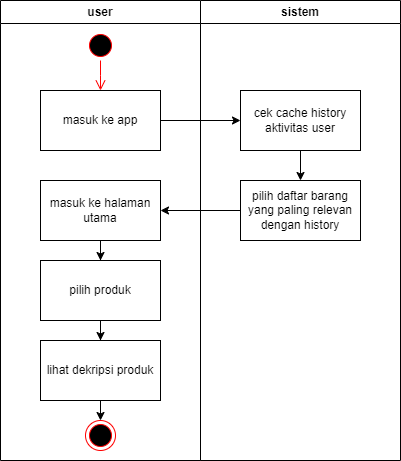 user
sistem
masuk ke app
cek cache history
aktivitas user
masuk ke halaman
utama
pilih daftar barang
yang paling relevan
dengan history
pilih produk
lihat dekripsi produk